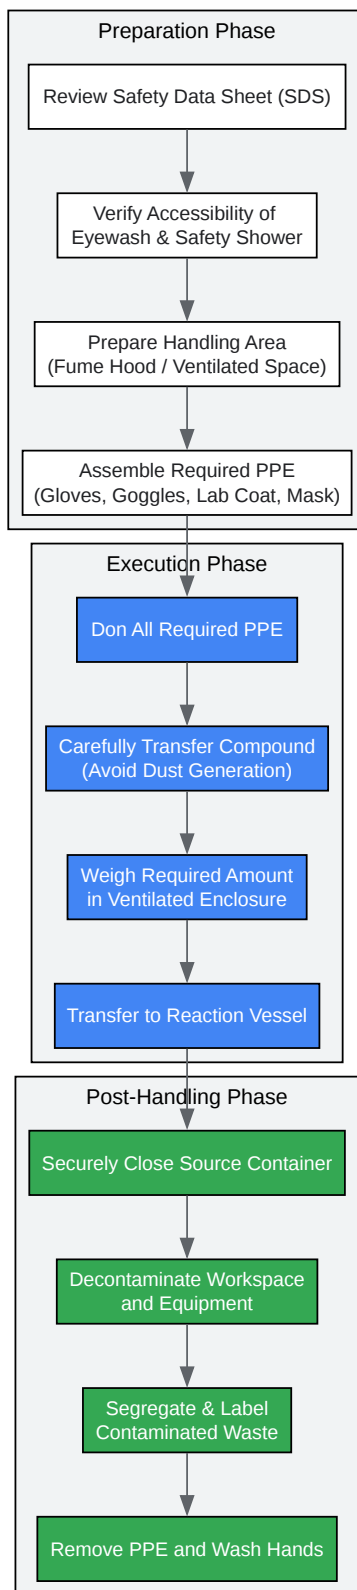 Preparation Phase
Review Safety Data Sheet (SDS)
Verify Accessibility of
Eyewash & Safety Shower
Prepare Handling Area
(Fume Hood / Ventilated Space)
Assemble Required PPE
(Gloves, Goggles, Lab Coat, Mask)
Execution Phase
Don All Required PPE
Carefully Transfer Compound
(Avoid Dust Generation)
Weigh Required Amount
in Ventilated Enclosure
Transfer to Reaction Vessel
Post-Handling Phase
Securely Close Source Container
Decontaminate Workspace
and Equipment
Segregate & Label
Contaminated Waste
Remove PPE and Wash Hands